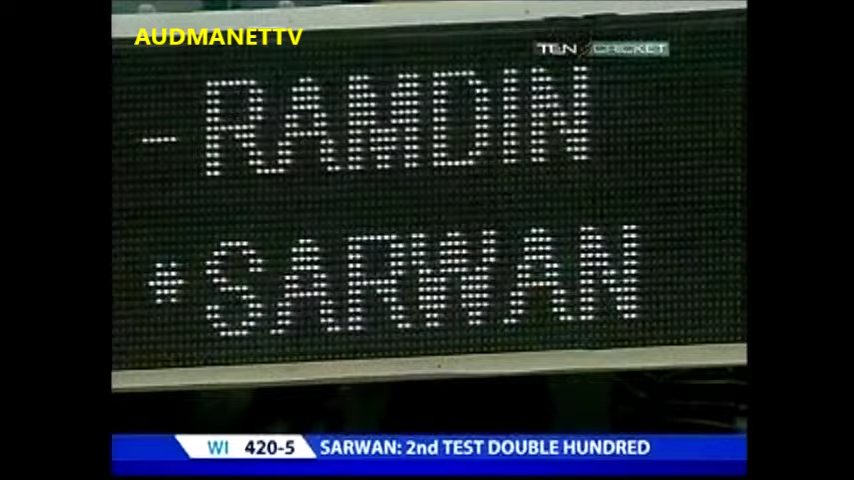 AUDMANETTV
TEN CRICKET
- RAMDIN
* SARWAN
WI 420-5 SARWAN: 2nd TEST DOUBLE HUNDRED